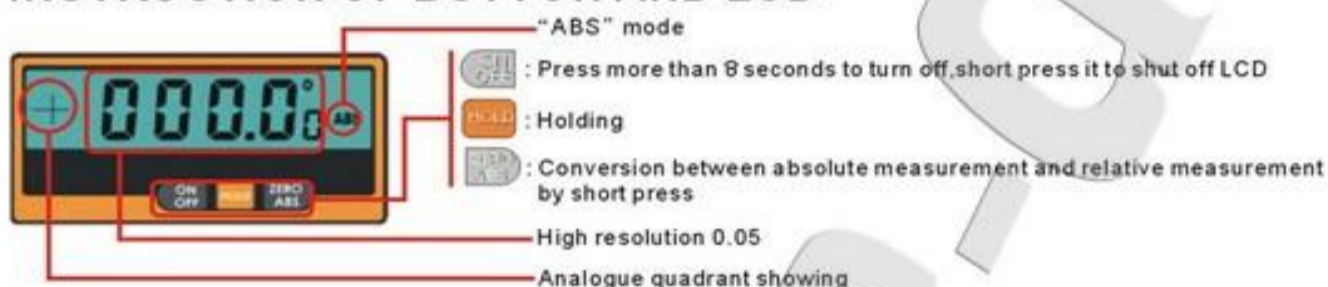 "ABS" mode
: Press more than 8 seconds to turn off,short press it to shut off LCD
HOLD : Holding
: Conversion between absolute measurement and relative measurement
by short press
000.00° ABS
ON OFF HOLD ZERO ABS
High resolution 0.05
Analogue quadrant showing